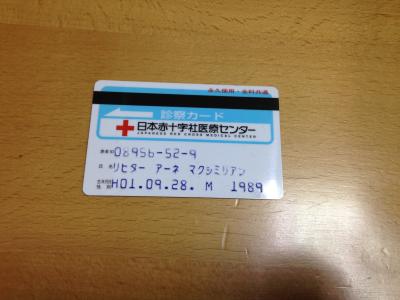 永久使用・全科共通
診察カード
日本赤十字社医療センター
JAPANESE RED CROSS MEDICAL CENTER
患者ID 08956-52-9
氏名 リヒター アーネ マクシミリアン
生年月日 性別 H01.09.28. M 1989